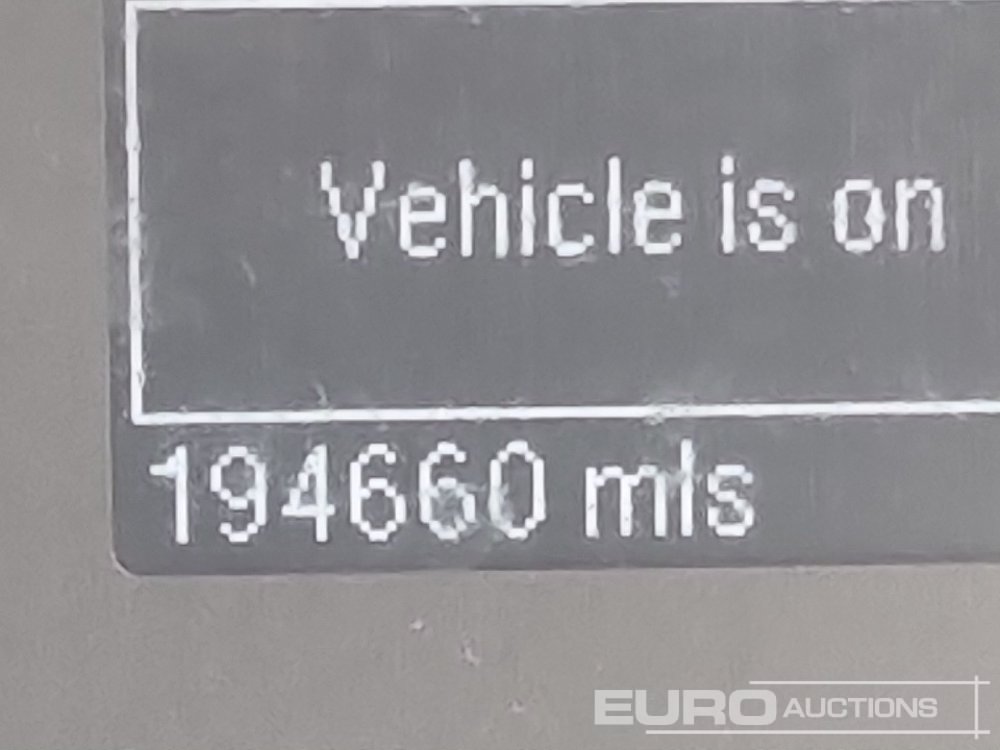 Vehicle is on
194660 mls
EURO AUCTIONS